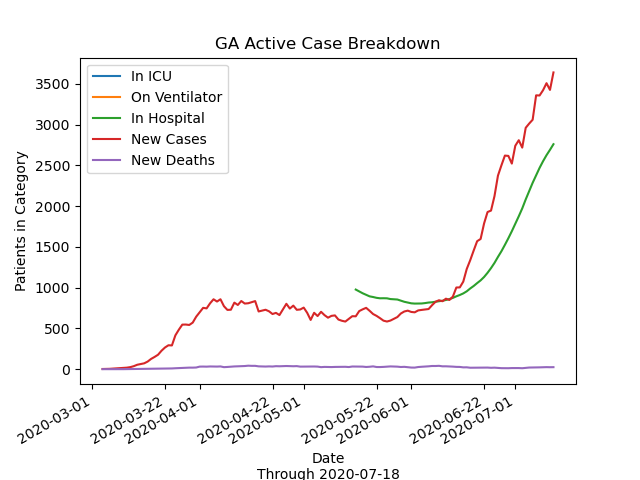 GA Active Case Breakdown
In ICU
On Ventilator
In Hospital
New Cases
New Deaths
Patients in Category
3500
3000
2500
2000
1500
1000
500
0
2020-03-01
2020-03-22
2020-04-01
2020-04-22
2020-05-01
2020-05-22
2020-06-01
2020-06-22
2020-07-01
Date
Through 2020-07-18